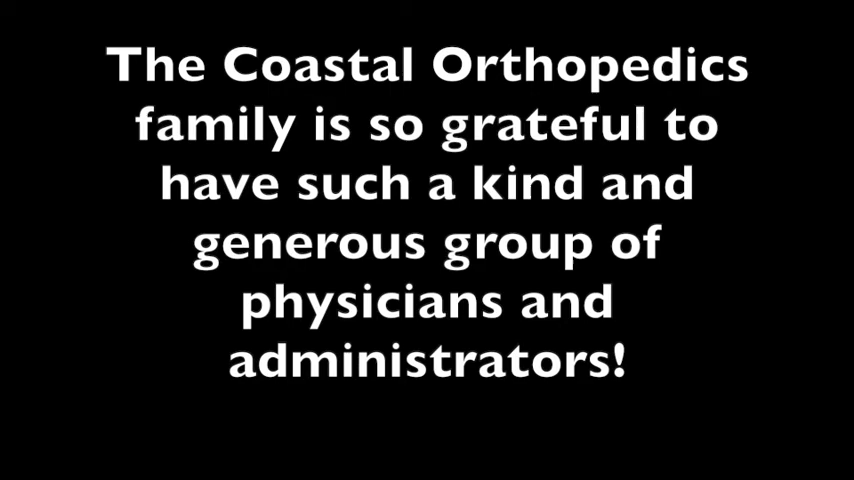 The Coastal Orthopedics
family is so grateful to
have such a kind and
generous group of
physicians and
administrators!